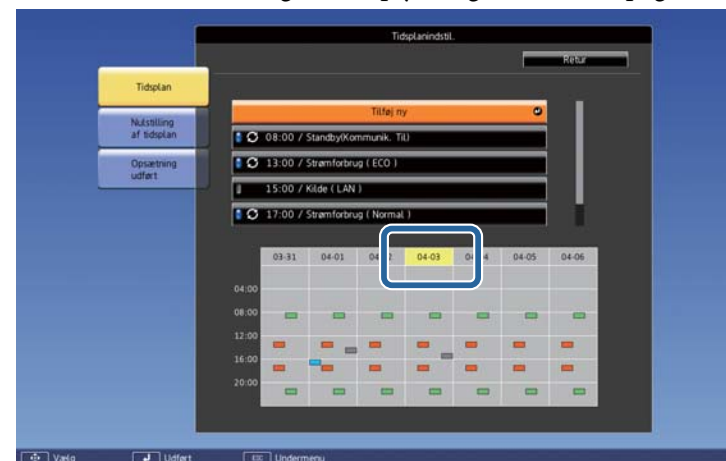 Tidsplanindstil.
Retur
Tidsplan
Nulstilling
af tidsplan
Opsætning
udført
Tilføj ny
08:00 / Standby(Kommunik. Til)
13:00 / Strømforbrug ( ECO )
15:00 / Kilde ( LAN )
17:00 / Strømforbrug ( Normal )
03-31 04-01 04-03 04-05 04-06
04:00
08:00
12:00
16:00
20:00
Vælg Udført Esc Undermenu